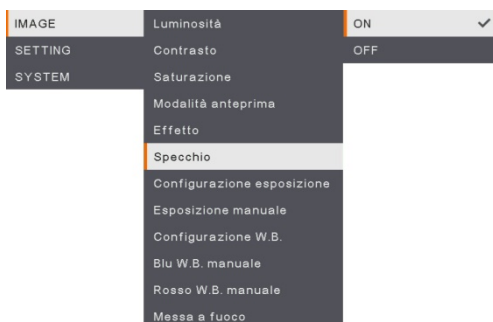 IMAGE
SETTING
SYSTEM
Luminosità
Contrasto
Saturazione
Modalità anteprima
Effetto
Specchio
Configurazione esposizione
Esposizione manuale
Configurazione W.B.
Blu W.B. manuale
Rosso W.B. manuale
Messa a fuoco
ON
OFF